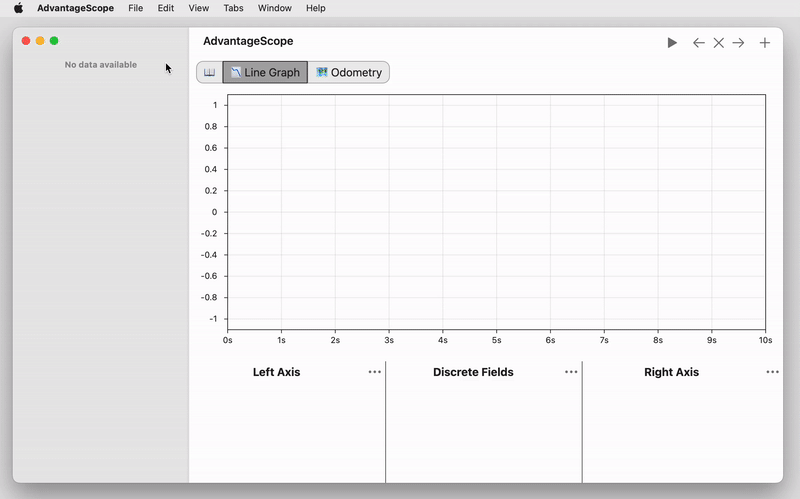 AdvantageScope File Edit View Tabs Window Help
AdvantageScope
No data available
Line Graph Odometry
1
0.8
0.6
0.4
0.2
0
-0.2
-0.4
-0.6
-0.8
-1
0s 1s 2s 3s 4s 5s 6s 7s 8s 9s 10s
Left Axis ••• Discrete Fields ••• Right Axis •••